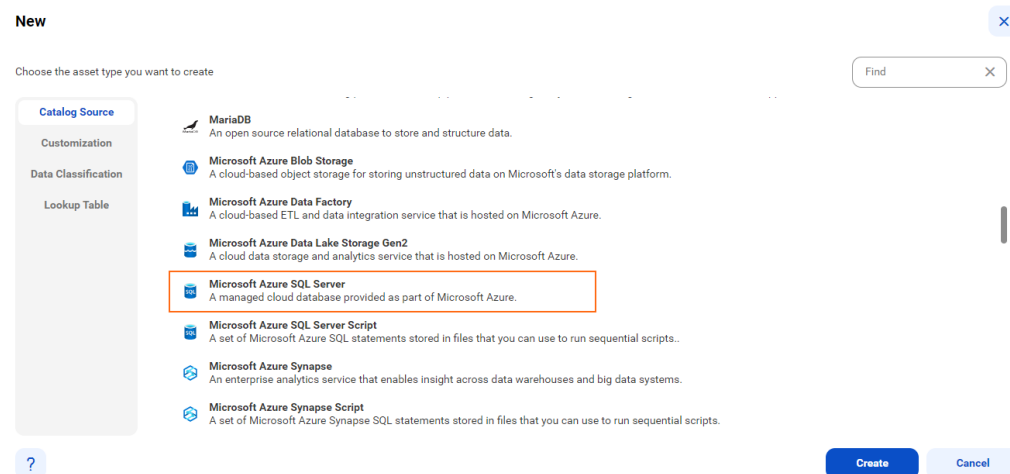 New
Choose the asset type you want to create
Find
Catalog Source
Customization
Data Classification
Lookup Table
MariaDB
An open source relational database to store and structure data.
Microsoft Azure Blob Storage
A cloud-based object storage for storing unstructured data on Microsoft's data storage platform.
Microsoft Azure Data Factory
A cloud-based ETL and data integration service that is hosted on Microsoft Azure.
Microsoft Azure Data Lake Storage Gen2
A cloud data storage and analytics service that is hosted on Microsoft Azure.
SQL
Microsoft Azure SQL Server
A managed cloud database provided as part of Microsoft Azure.
SQL
Microsoft Azure SQL Server Script
A set of Microsoft Azure SQL statements stored in files that you can use to run sequential scripts..
Microsoft Azure Synapse
An enterprise analytics service that enables insight across data warehouses and big data systems.
Microsoft Azure Synapse Script
A set of Microsoft Azure Synapse SQL statements stored in files that you can use to run sequential scripts.
?
Create
Cancel